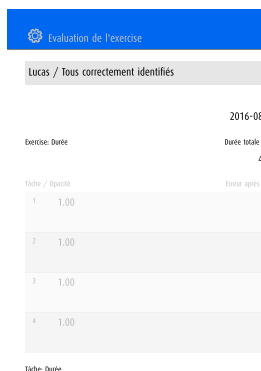 Evaluation de l'exercise
Lucas / Tous correctement identifiés
2016-08
Exercise: Durée Durée totale
Tâche / Opacité Erreur après
1 1.00
2 1.00
3 1.00
4 1.00
Tâche: Durée